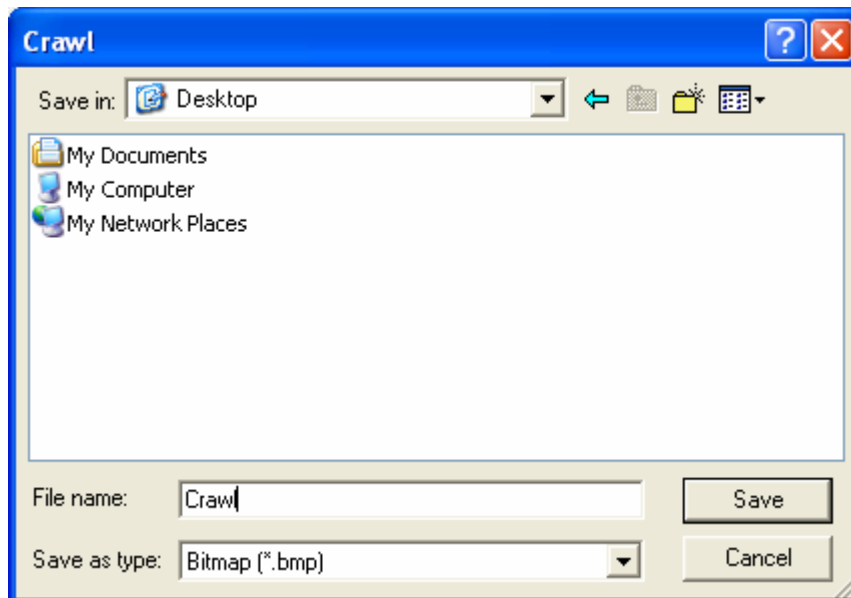 Crawl
Save in: Desktop
My Documents
My Computer
My Network Places
File name: Crawl Save
Save as type: Bitmap (*.bmp) Cancel